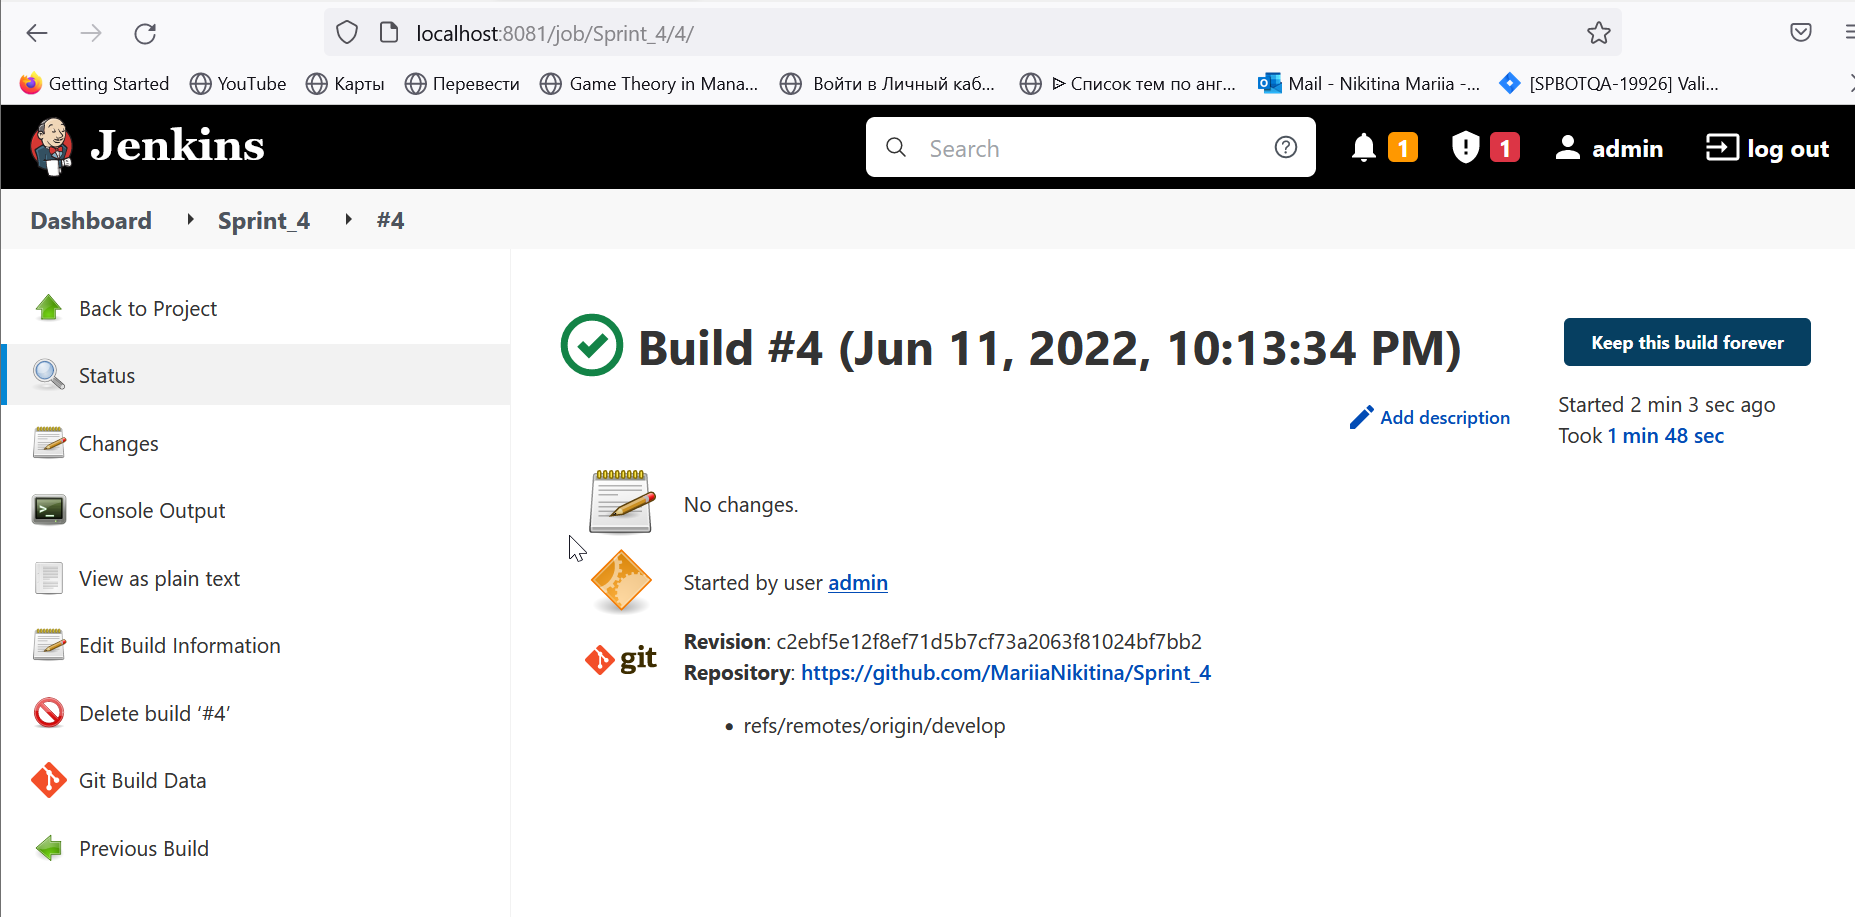 localhost:8081/job/Sprint_4/4/
Getting Started YouTube Карты Перевести Game Theory in Mana... Войти в Личный каб... ᐅ Список тем по анг... Mail - Nikitina Mariia -... [SPBOTQA-19926] Vali...
Jenkins Search 1 1 admin log out
Dashboard Sprint_4 #4
Back to Project
Status
Changes
Console Output
View as plain text
Edit Build Information
Delete build ‘#4’
Git Build Data
Previous Build
Build #4 (Jun 11, 2022, 10:13:34 PM)
Keep this build forever
Add description
Started 2 min 3 sec ago
Took 1 min 48 sec
No changes.
Started by user admin
git
Revision: c2ebf5e12f8ef71d5b7cf73a2063f81024bf7bb2
Repository: https://github.com/MariiaNikitina/Sprint_4
• refs/remotes/origin/develop